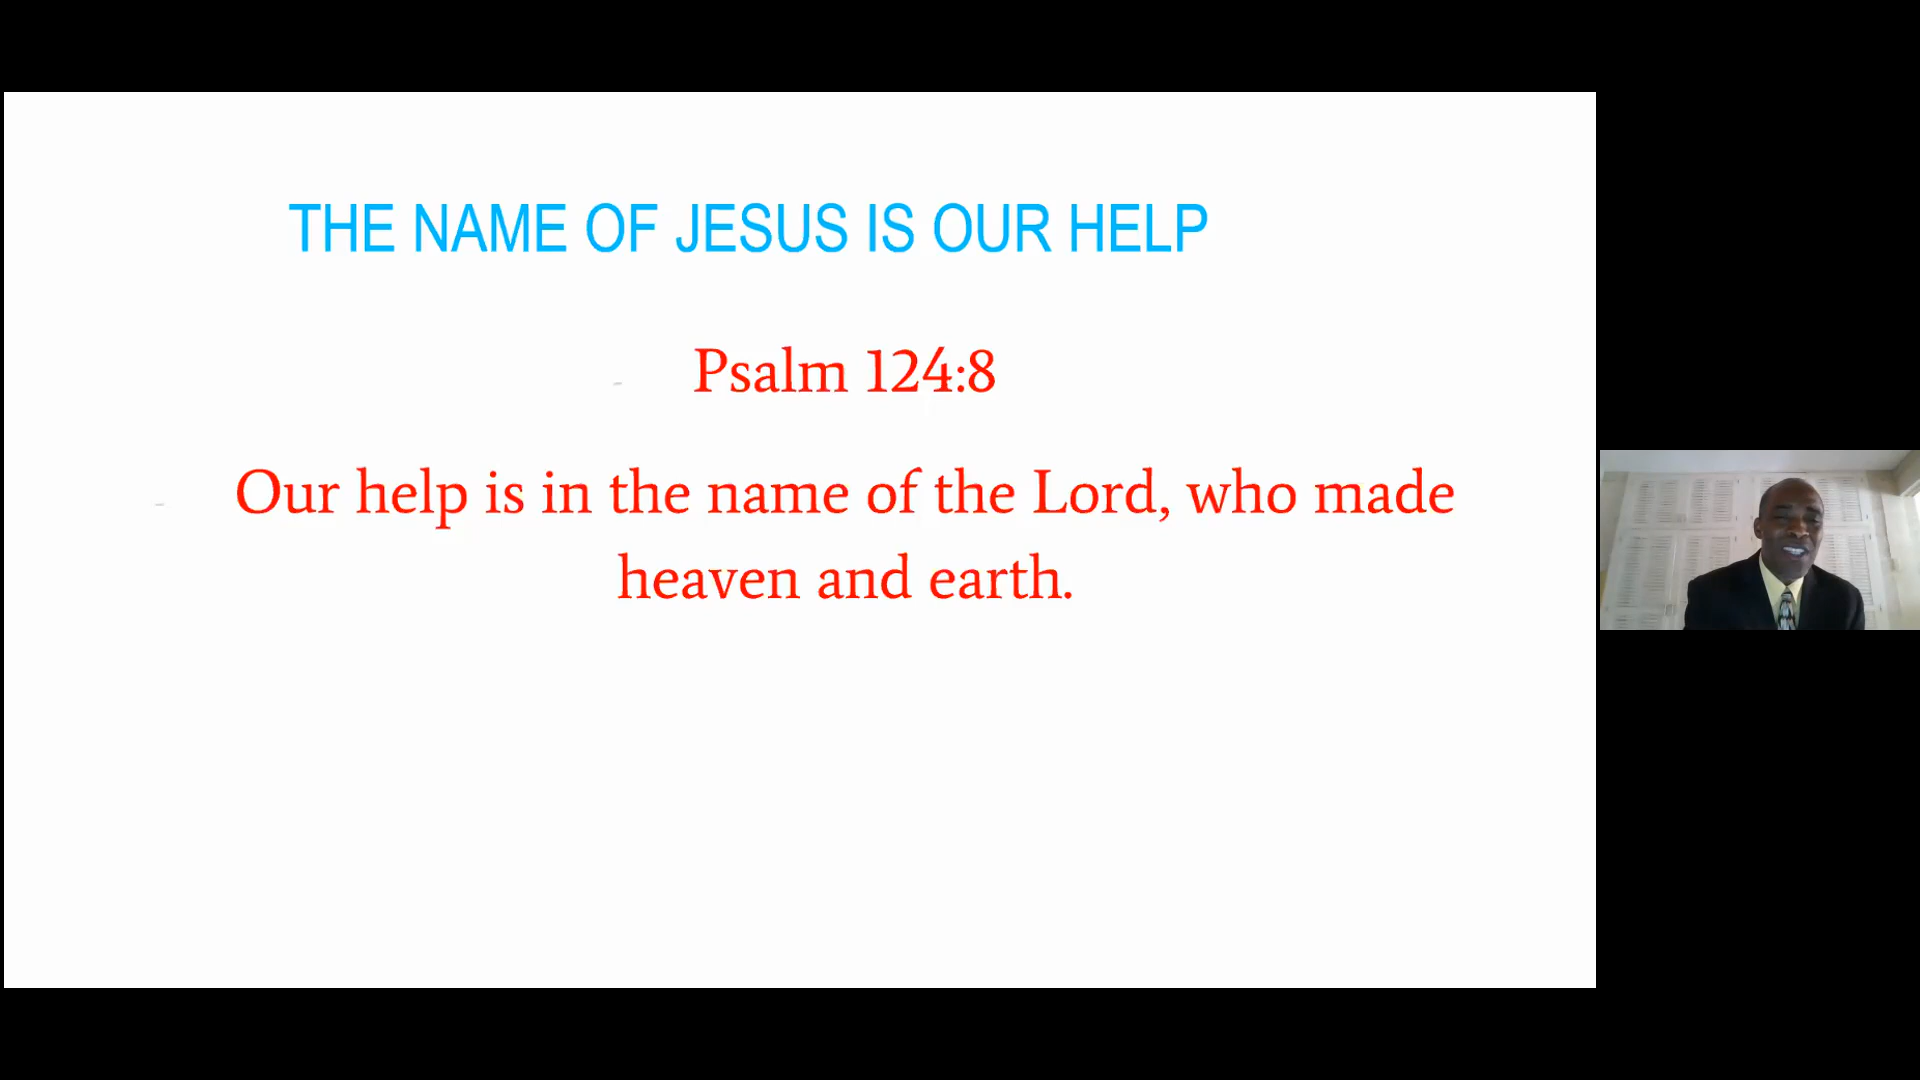 THE NAME OF JESUS IS OUR HELP
Psalm 124:8
Our help is in the name of the Lord, who made
heaven and earth.